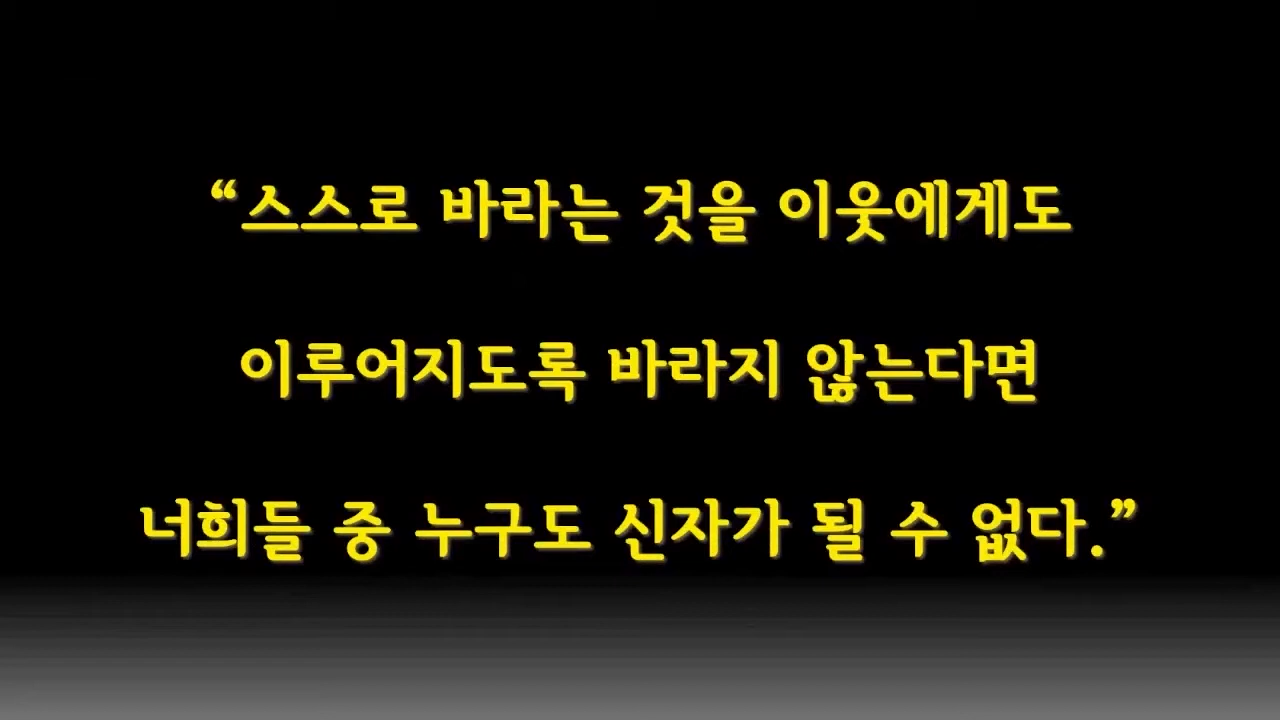 “스스로 바라는 것을 이웃에게도
이루어지도록 바라지 않는다면
너희들 중 누구도 신자가 될 수 없다.”